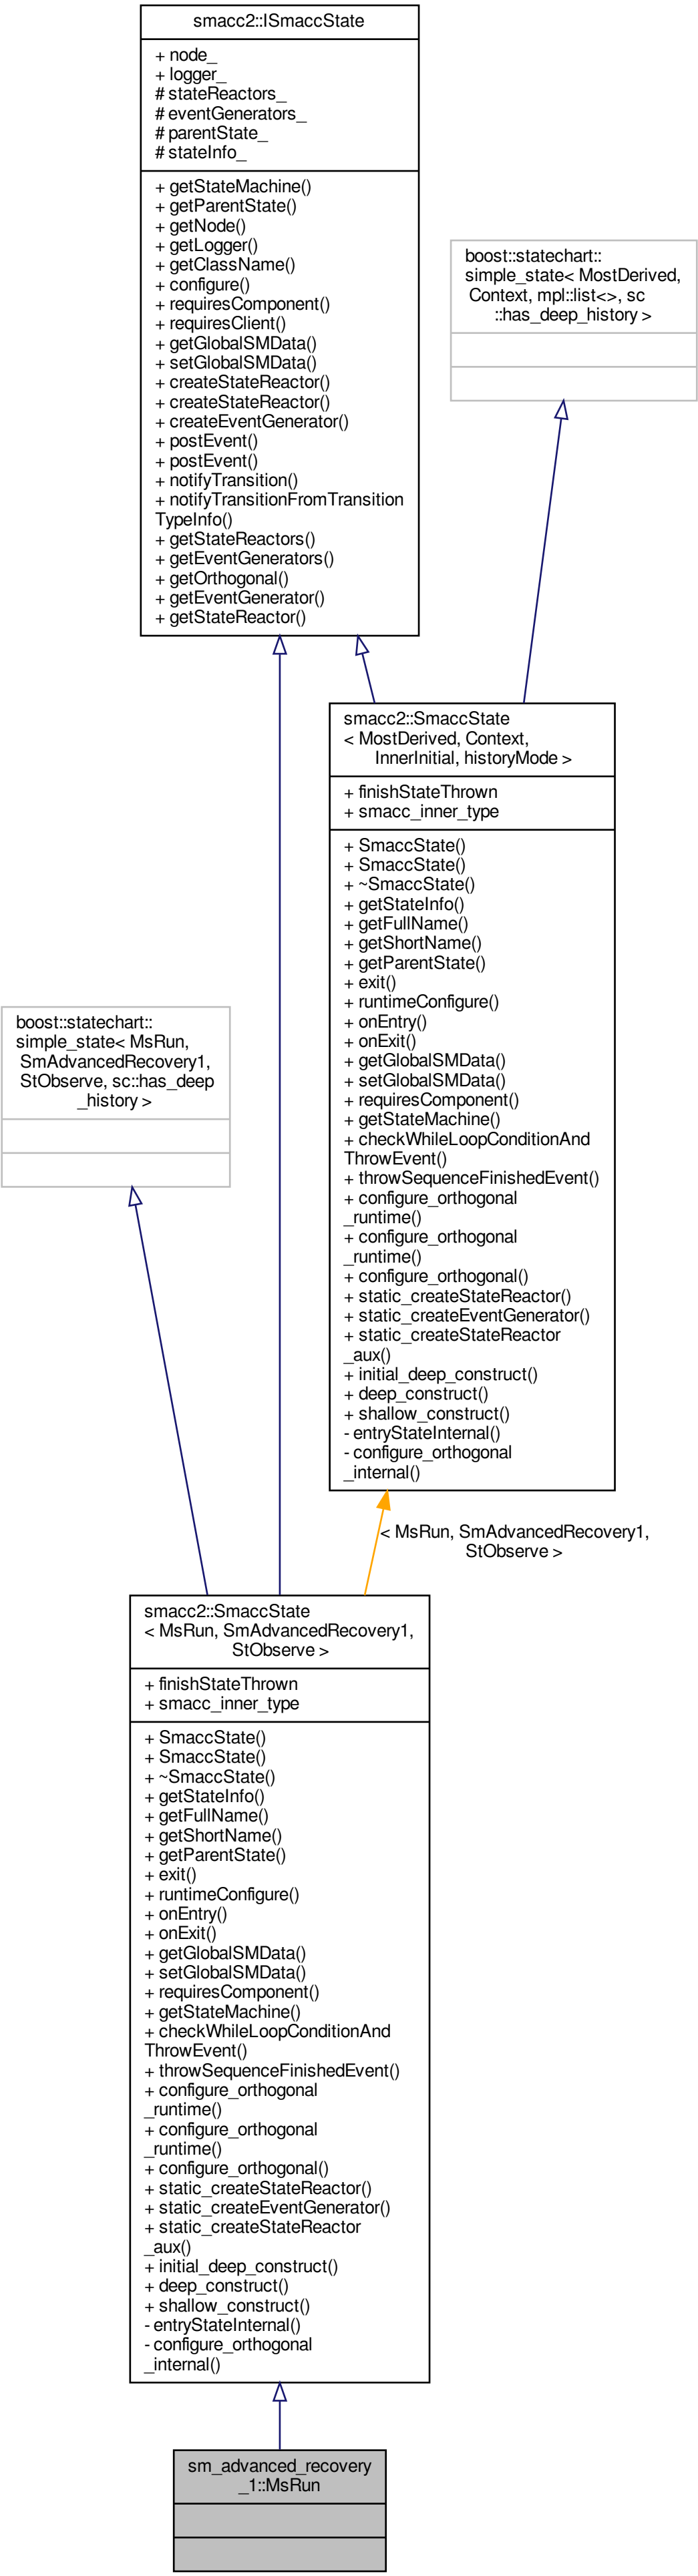 smacc2::ISmaccState
+ node_
+ logger_
# stateReactors_
# eventGenerators_
# parentState_
# stateInfo_
+ getStateMachine()
+ getParentState()
+ getNode()
+ getLogger()
+ getClassName()
+ configure()
+ requiresComponent()
+ requiresClient()
+ getGlobalSMData()
+ setGlobalSMData()
+ createStateReactor()
+ createStateReactor()
+ createEventGenerator()
+ postEvent()
+ postEvent()
+ notifyTransition()
+ notifyTransitionFromTransition
TypeInfo()
+ getStateReactors()
+ getEventGenerators()
+ getOrthogonal()
+ getEventGenerator()
+ getStateReactor()
boost::statechart::
simple_state< MostDerived,
Context, mpl::list<>, sc
::has_deep_history >
smacc2::SmaccState
< MostDerived, Context,
InnerInitial, historyMode >
+ finishStateThrown
+ smacc_inner_type
+ SmaccState()
+ SmaccState()
+ ~SmaccState()
+ getStateInfo()
+ getFullName()
+ getShortName()
+ getParentState()
+ exit()
+ runtimeConfigure()
+ onEntry()
+ onExit()
+ getGlobalSMData()
+ setGlobalSMData()
+ requiresComponent()
+ getStateMachine()
+ checkWhileLoopConditionAnd
ThrowEvent()
+ throwSequenceFinishedEvent()
+ configure_orthogonal
_runtime()
+ configure_orthogonal
_runtime()
+ configure_orthogonal()
+ static_createStateReactor()
+ static_createEventGenerator()
+ static_createStateReactor
_aux()
+ initial_deep_construct()
+ deep_construct()
+ shallow_construct()
- entryStateInternal()
- configure_orthogonal
_internal()
boost::statechart::
simple_state< MsRun,
SmAdvancedRecovery1,
StObserve, sc::has_deep
_history >
< MsRun, SmAdvancedRecovery1,
StObserve >
smacc2::SmaccState
< MsRun, SmAdvancedRecovery1,
StObserve >
+ finishStateThrown
+ smacc_inner_type
+ SmaccState()
+ SmaccState()
+ ~SmaccState()
+ getStateInfo()
+ getFullName()
+ getShortName()
+ getParentState()
+ exit()
+ runtimeConfigure()
+ onEntry()
+ onExit()
+ getGlobalSMData()
+ setGlobalSMData()
+ requiresComponent()
+ getStateMachine()
+ checkWhileLoopConditionAnd
ThrowEvent()
+ throwSequenceFinishedEvent()
+ configure_orthogonal
_runtime()
+ configure_orthogonal
_runtime()
+ configure_orthogonal()
+ static_createStateReactor()
+ static_createEventGenerator()
+ static_createStateReactor
_aux()
+ initial_deep_construct()
+ deep_construct()
+ shallow_construct()
- entryStateInternal()
- configure_orthogonal
_internal()
sm_advanced_recovery
_1::MsRun